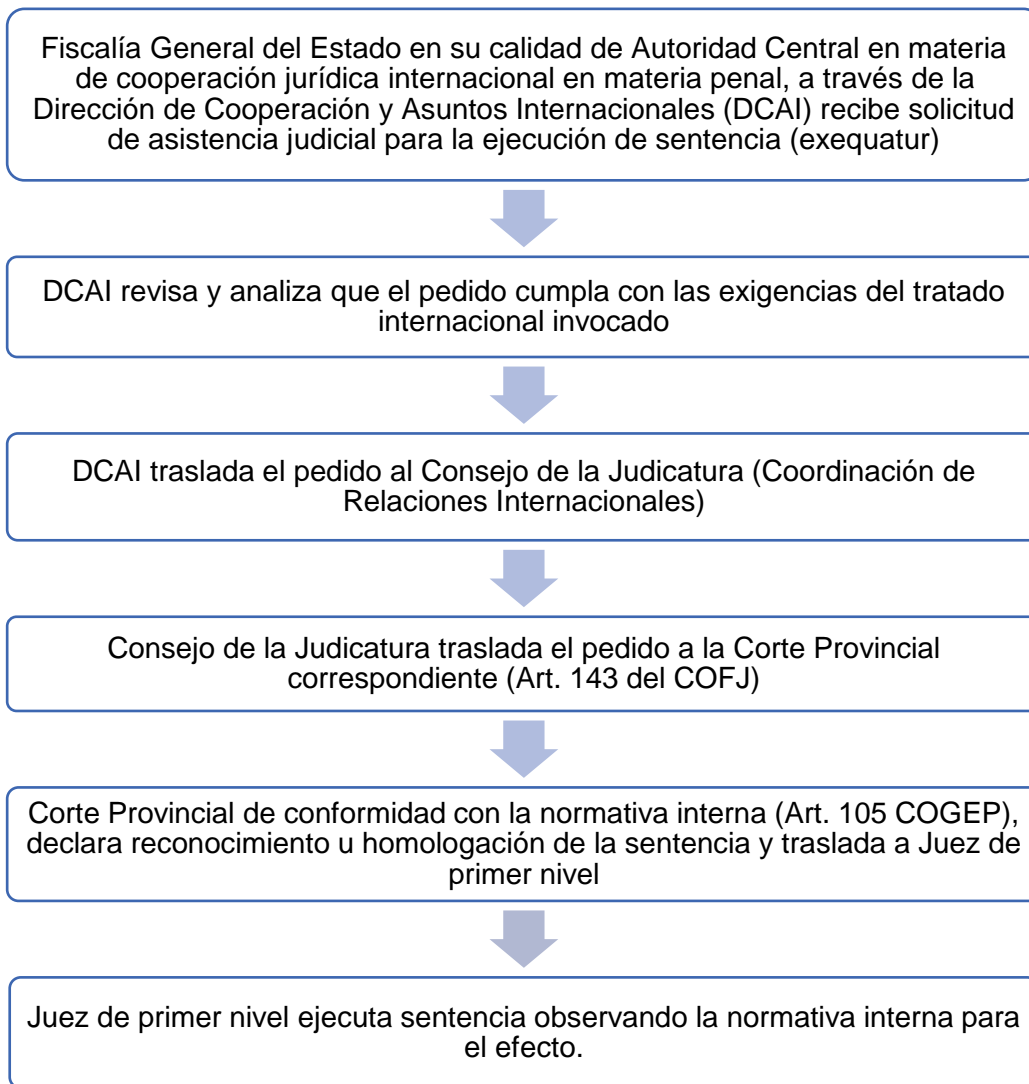 Fiscalía General del Estado en su calidad de Autoridad Central en materia
de cooperación jurídica internacional en materia penal, a través de la
Dirección de Cooperación y Asuntos Internacionales (DCAI) recibe solicitud
de asistencia judicial para la ejecución de sentencia (exequatur)
DCAI revisa y analiza que el pedido cumpla con las exigencias del tratado
internacional invocado
DCAI traslada el pedido al Consejo de la Judicatura (Coordinación de
Relaciones Internacionales)
Consejo de la Judicatura traslada el pedido a la Corte Provincial
correspondiente (Art. 143 del COFJ)
Corte Provincial de conformidad con la normativa interna (Art. 105 COGEP),
declara reconocimiento u homologación de la sentencia y traslada a Juez de
primer nivel
Juez de primer nivel ejecuta sentencia observando la normativa interna para
el efecto.